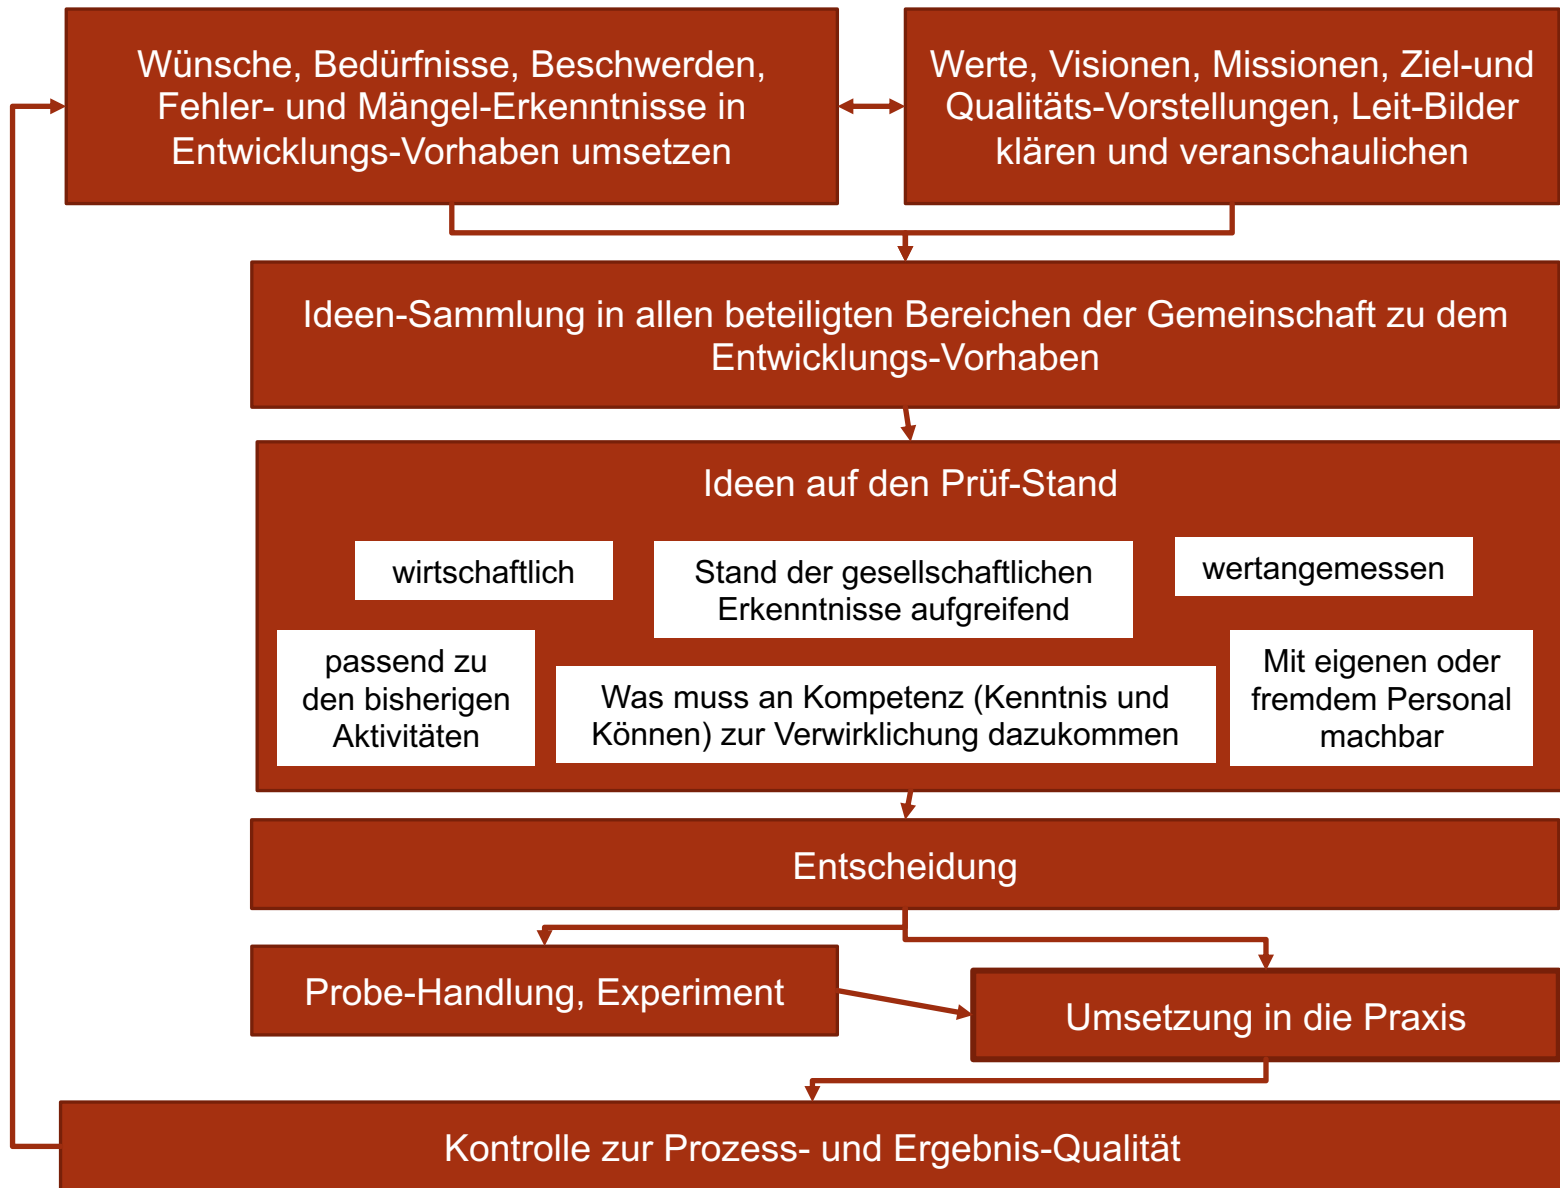 Wünsche, Bedürfnisse, Beschwerden,
Fehler- und Mängel-Erkenntnisse in
Entwicklungs-Vorhaben umsetzen
Werte, Visionen, Missionen, Ziel-und
Qualitäts-Vorstellungen, Leit-Bilder
klären und veranschaulichen
Ideen-Sammlung in allen beteiligten Bereichen der Gemeinschaft zu dem
Entwicklungs-Vorhaben
Ideen auf den Prüf-Stand
wirtschaftlich
Stand der gesellschaftlichen
Erkenntnisse aufgreifend
wertangemessen
passend zu
den bisherigen
Aktivitäten
Was muss an Kompetenz (Kenntnis und
Können) zur Verwirklichung dazukommen
Mit eigenen oder
fremdem Personal
machbar
Entscheidung
Probe-Handlung, Experiment
Umsetzung in die Praxis
Kontrolle zur Prozess- und Ergebnis-Qualität